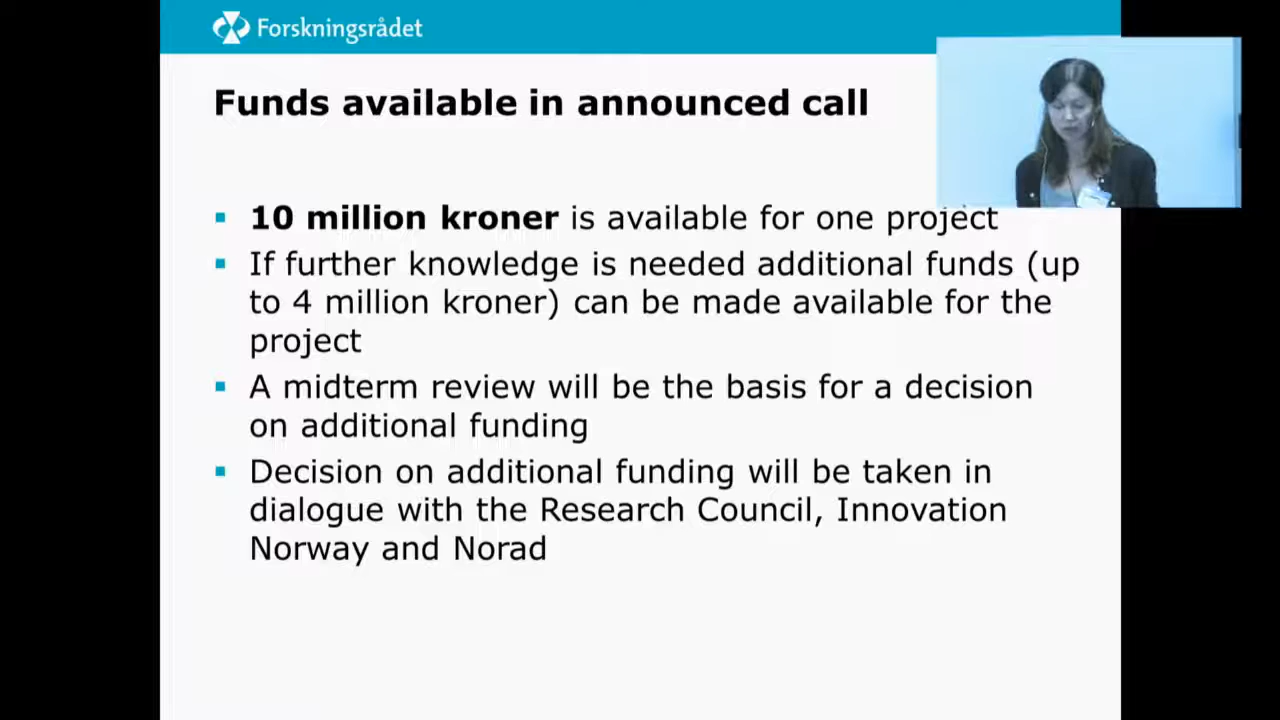 Forskningsrådet
Funds available in announced call
10 million kroner is available for one project
If further knowledge is needed additional funds (up
to 4 million kroner) can be made available for the
project
A midterm review will be the basis for a decision
on additional funding
Decision on additional funding will be taken in
dialogue with the Research Council, Innovation
Norway and Norad